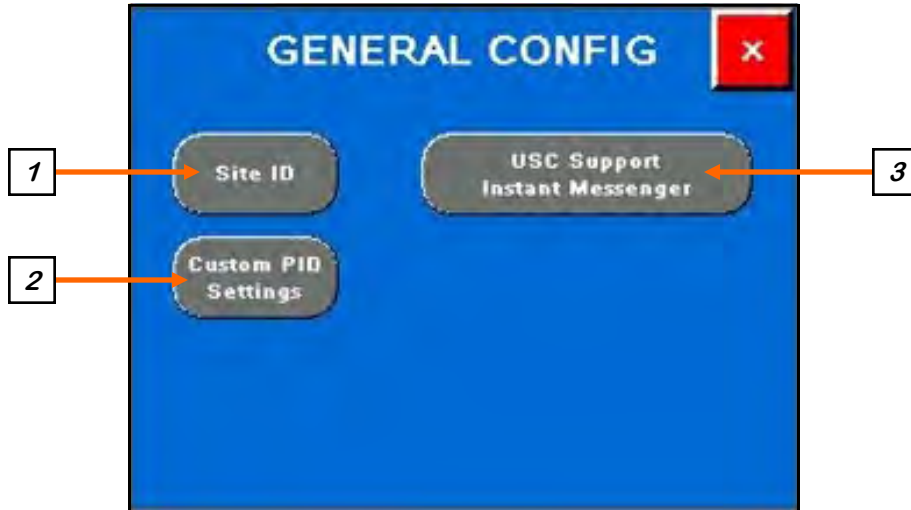 GENERAL CONFIG
×
1
Site ID
USC Support
Instant Messenger
3
2
Custom PID
Settings